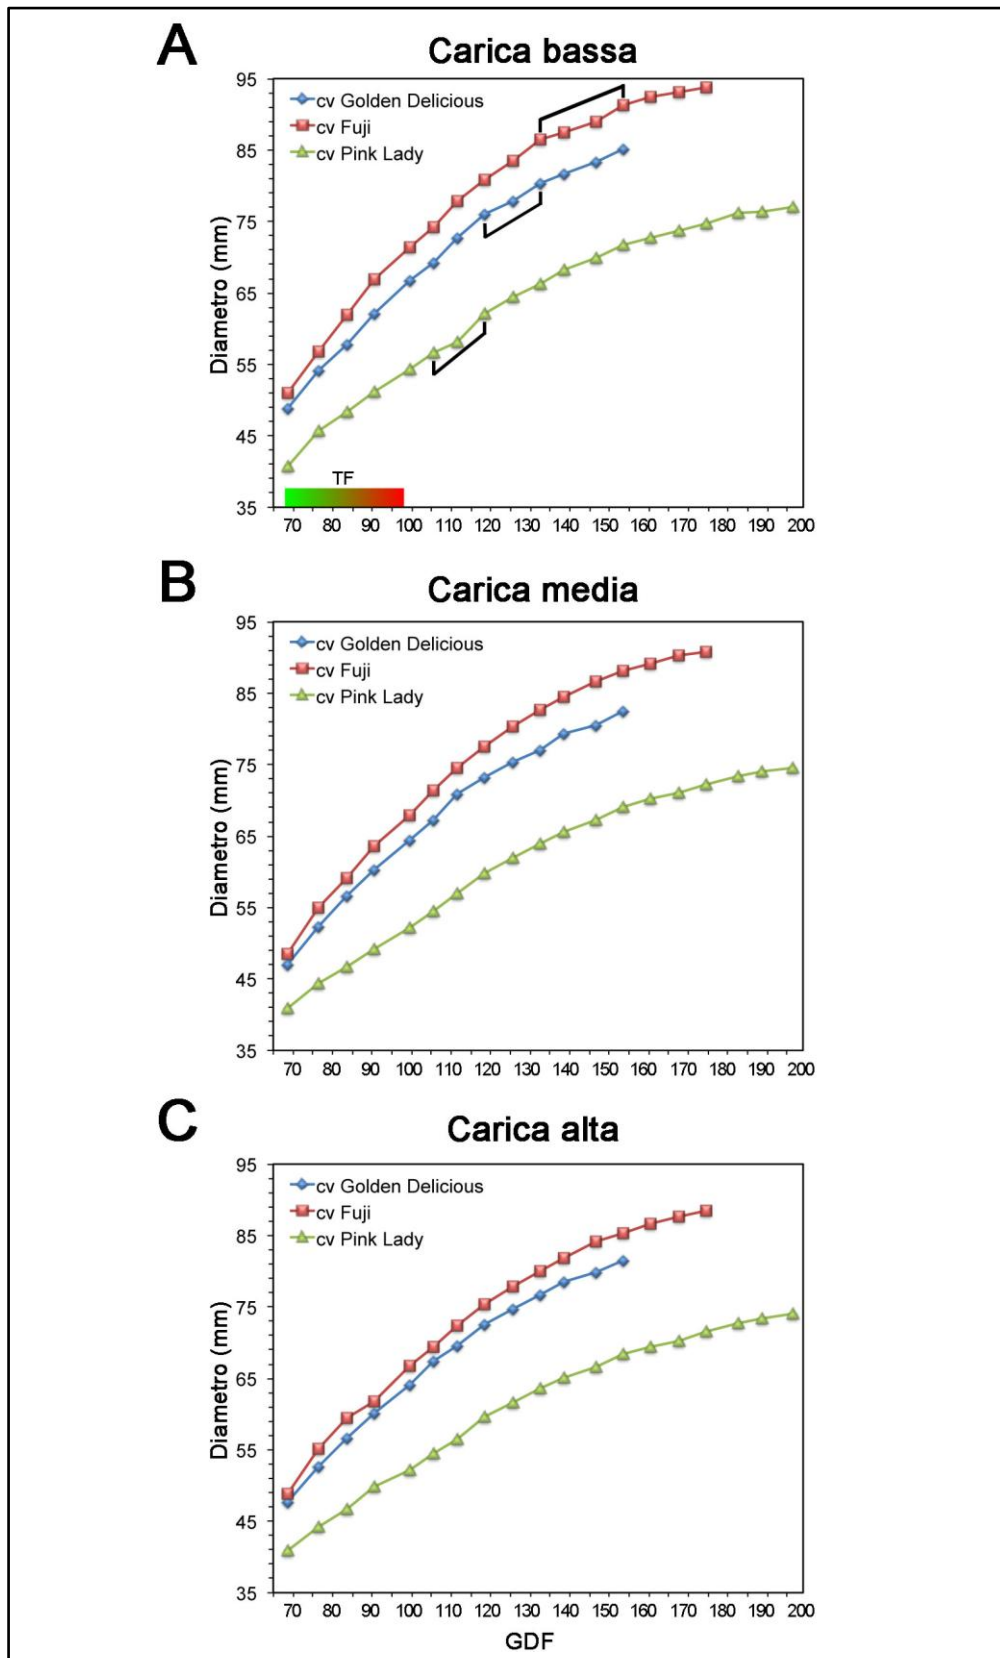 A
Carica bassa
95
cv Golden Delicious
cv Fuji
85
cv Pink Lady
75
65
Diametro (mm)
55
45
TF
35
70 80 90 100 110 120 130 140 150 160 170 180 190 200
B
Carica media
95
cv Golden Delicious
cv Fuji
85
cv Pink Lady
75
65
Diametro (mm)
55
45
35
70 80 90 100 110 120 130 140 150 160 170 180 190 200
C
Carica alta
95
cv Golden Delicious
cv Fuji
85
cv Pink Lady
75
65
Diametro (mm)
55
45
35
70 80 90 100 110 120 130 140 150 160 170 180 190 200
GDF